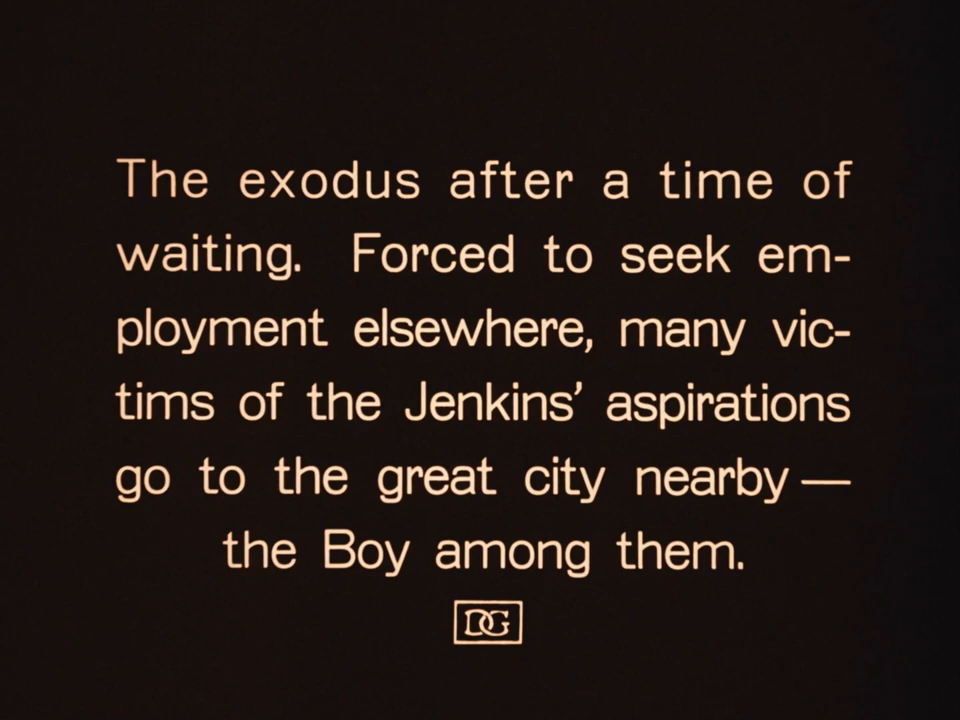 The exodus after a time of
waiting. Forced to seek em-
ployment elsewhere, many vic-
tims of the Jenkins’ aspirations
go to the great city nearby —
the Boy among them.
DG